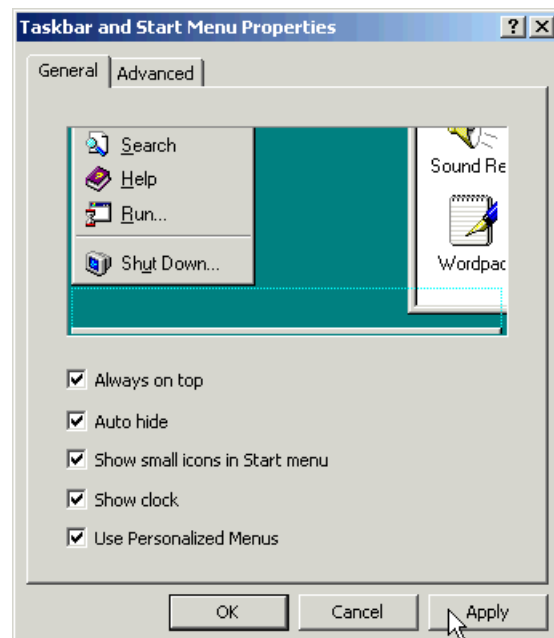 Taskbar and Start Menu Properties
General Advanced
Search
Help
Run...
Shut Down...
Sound Re
Wordpac
Always on top
Auto hide
Show small icons in Start menu
Show clock
Use Personalized Menus
OK Cancel Apply